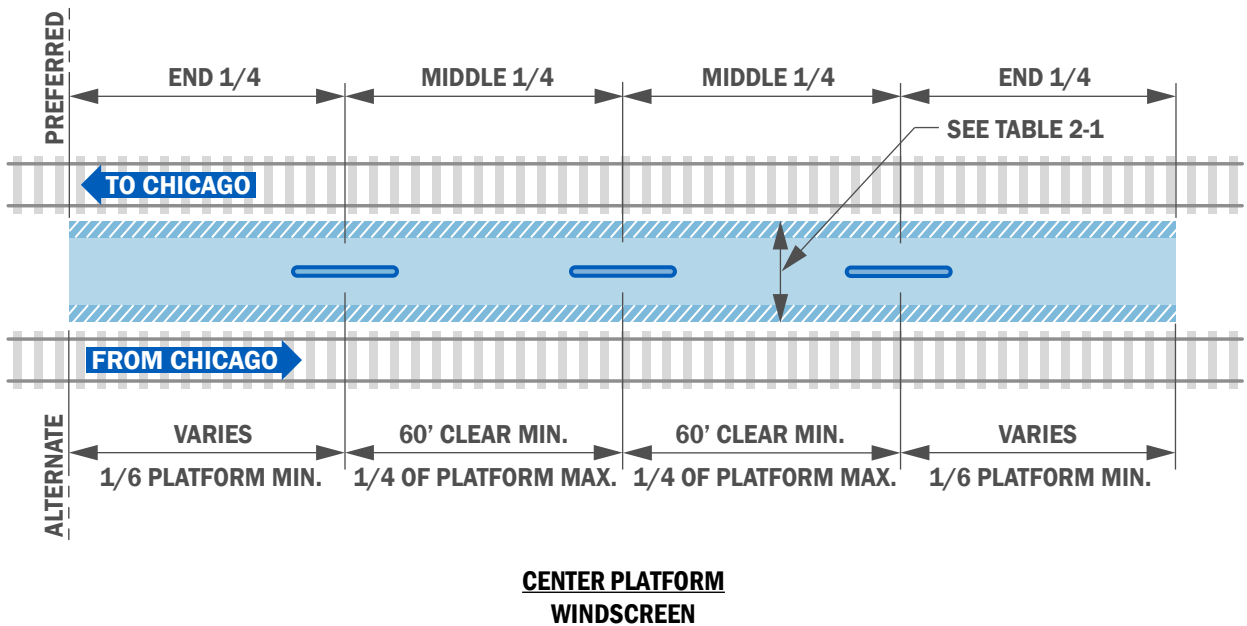 PREFERRED
END 1/4
MIDDLE 1/4
MIDDLE 1/4
END 1/4
SEE TABLE 2-1
TO CHICAGO
FROM CHICAGO
ALTERNATE
VARIES
60’ CLEAR MIN.
60’ CLEAR MIN.
VARIES
1/6 PLATFORM MIN.
1/4 OF PLATFORM MAX.
1/4 OF PLATFORM MAX.
1/6 PLATFORM MIN.
CENTER PLATFORM
WINDSCREEN